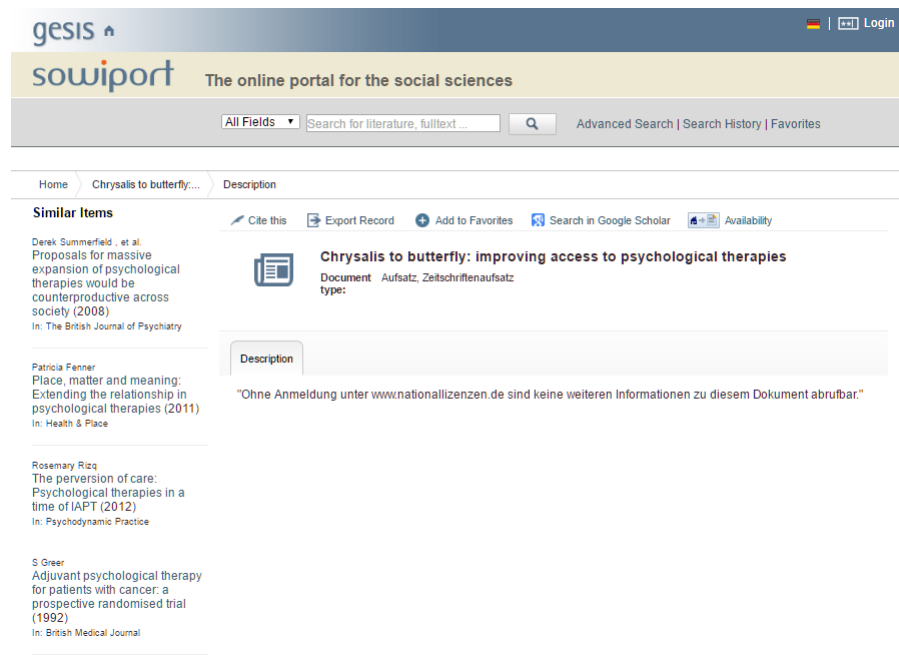 gesis
Login
sowiport The online portal for the social sciences
All Fields Search for literature, fulltext ... Advanced Search | Search History | Favorites
Home Chrysalis to butterfly:... Description
Similar Items
Derek Summerfield , et al.
Proposals for massive
expansion of psychological
therapies would be
counterproductive across
society (2008)
In: The British Journal of Psychiatry
Patricia Fenner
Place, matter and meaning:
Extending the relationship in
psychological therapies (2011)
In: Health & Place
Rosemary Rizq
The perversion of care:
Psychological therapies in a
time of IAPT (2012)
In: Psychodynamic Practice
S Greer
Adjuvant psychological therapy
for patients with cancer: a
prospective randomised trial
(1992)
In: British Medical Journal
Cite this Export Record Add to Favorites Search in Google Scholar Availability
Chrysalis to butterfly: improving access to psychological therapies
Document Aufsatz, Zeitschriftenaufsatz
type:
Description
"Ohne Anmeldung unter www.nationallizenzen.de sind keine weiteren Informationen zu diesem Dokument abrufbar."